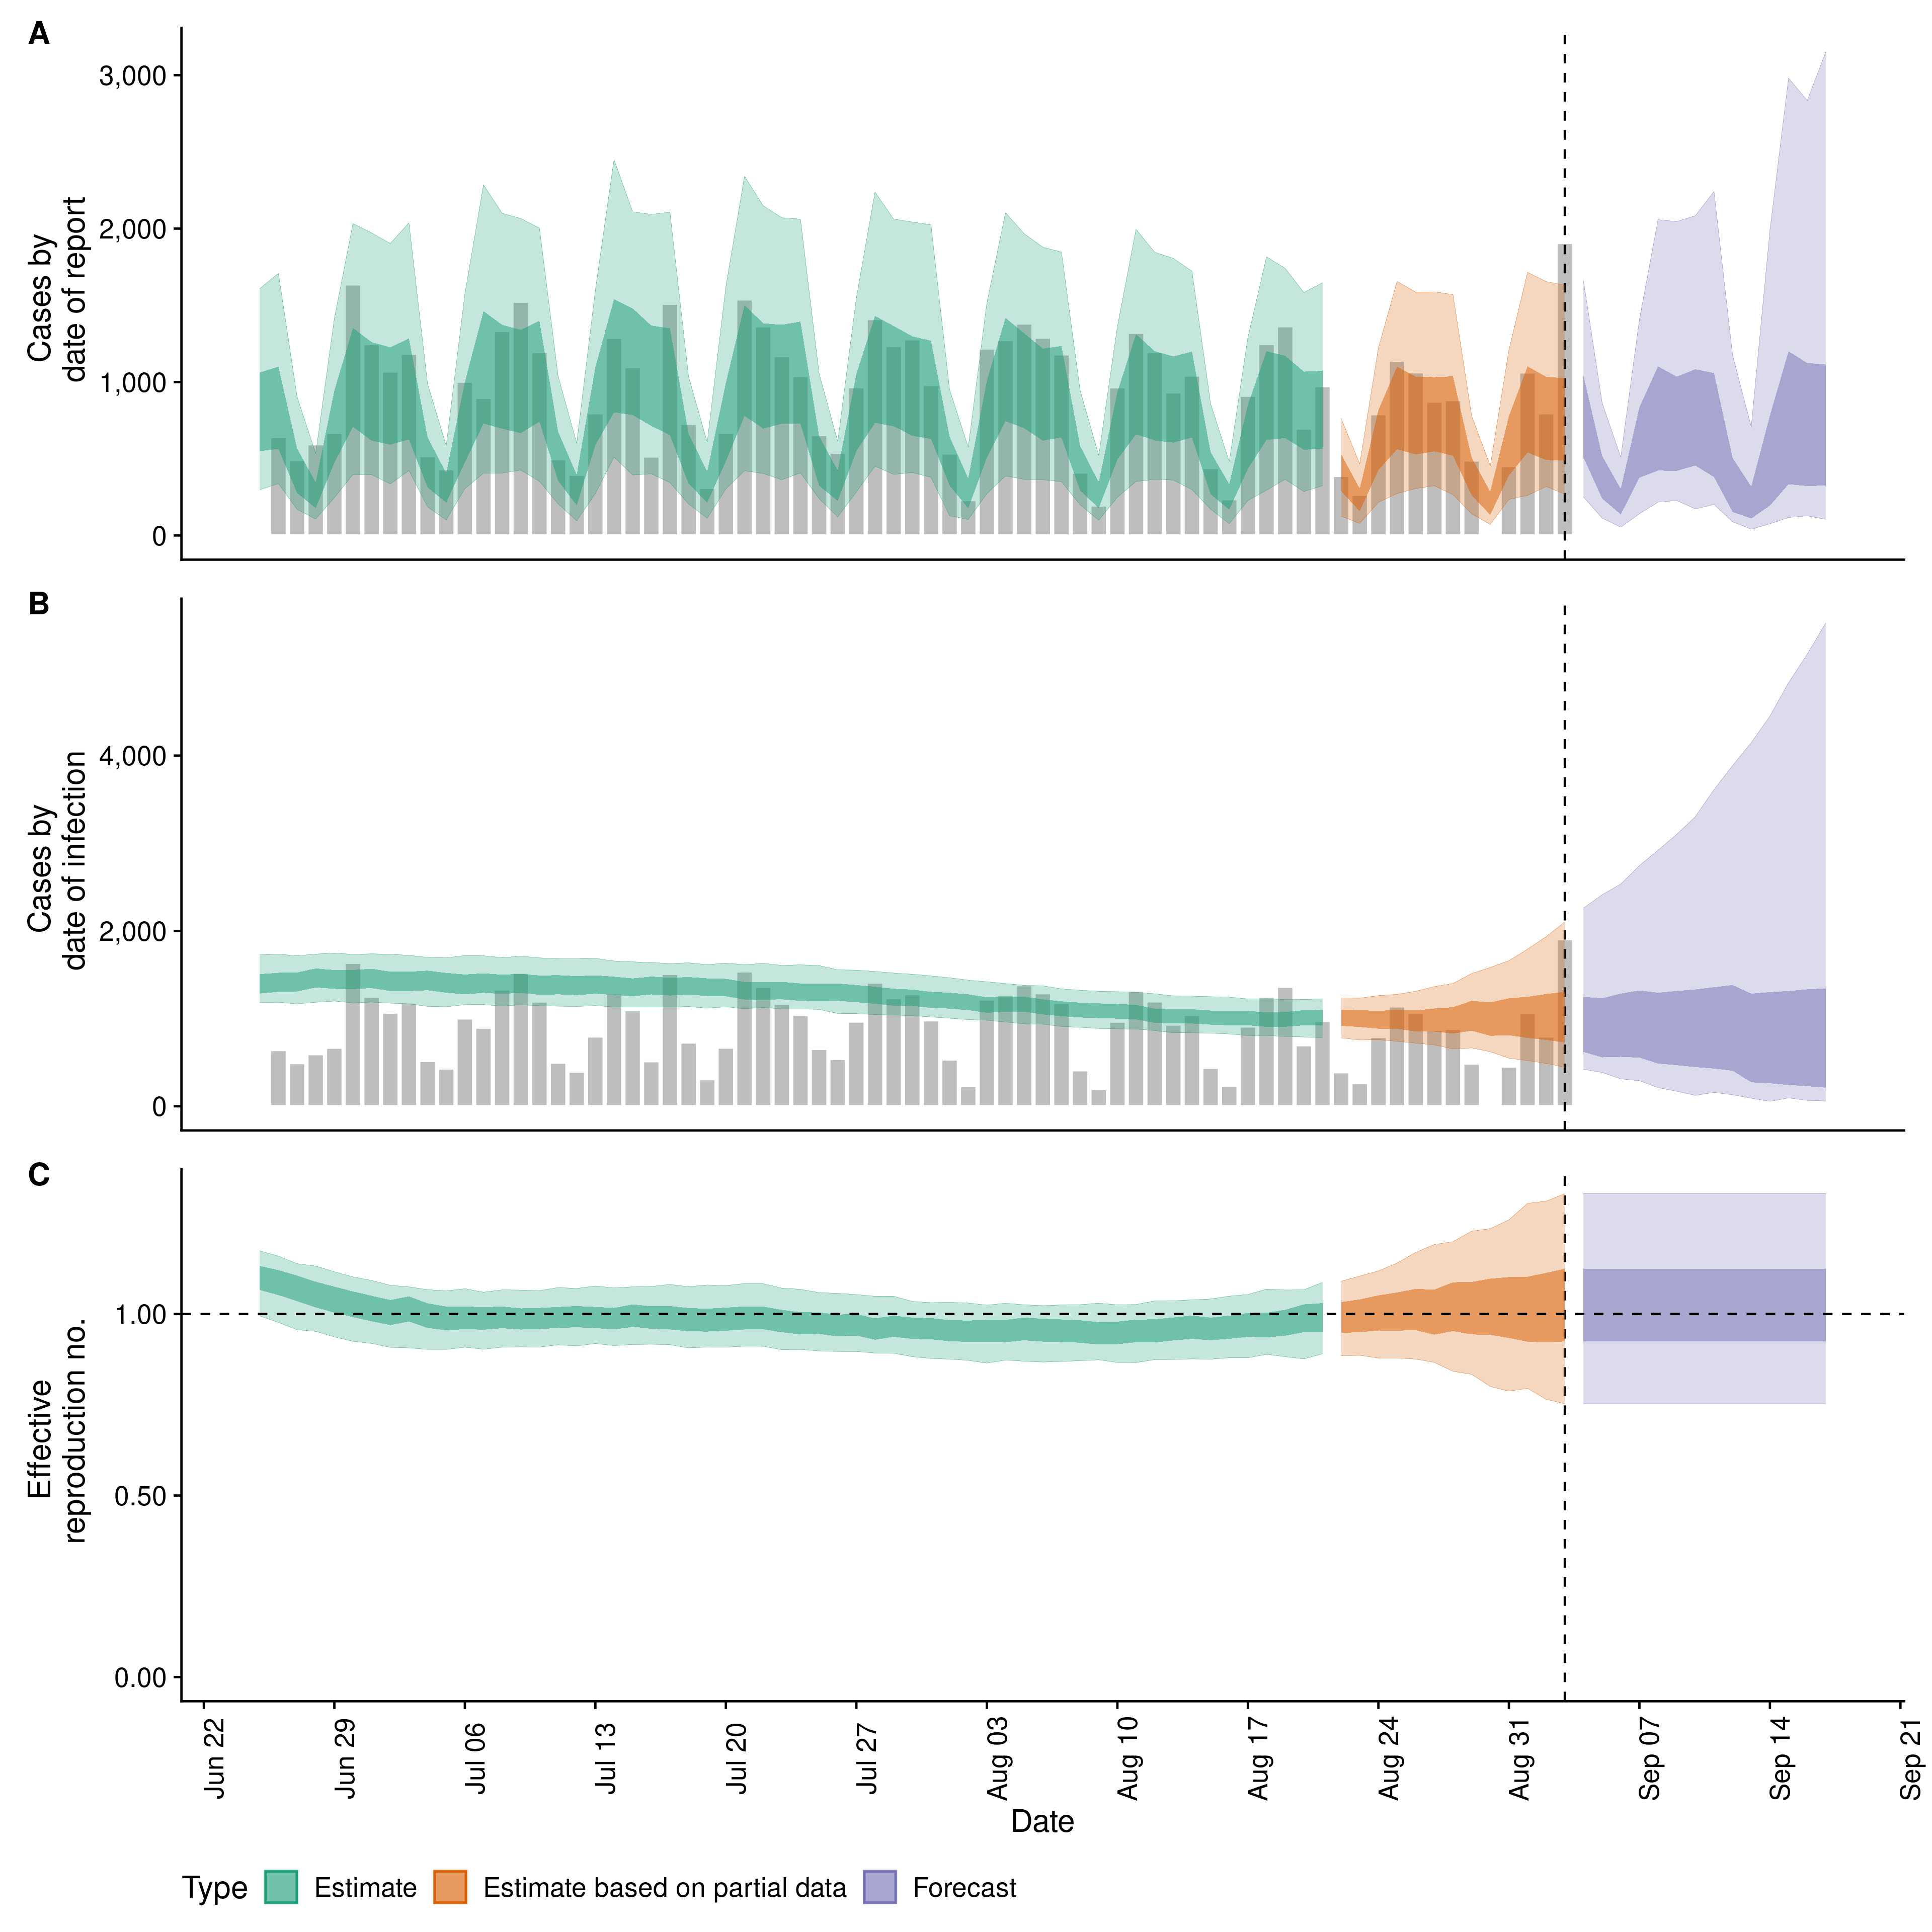 A
Cases by
date of report
3,000
2,000
1,000
0
B
Cases by
date of infection
4,000
2,000
0
C
Effective
reproduction no.
1.00
0.50
0.00
Jun 22
Jun 29
Jul 06
Jul 13
Jul 20
Jul 27
Aug 03
Aug 10
Aug 17
Aug 24
Aug 31
Sep 07
Sep 14
Sep 21
Date
Type Estimate Estimate based on partial data Forecast